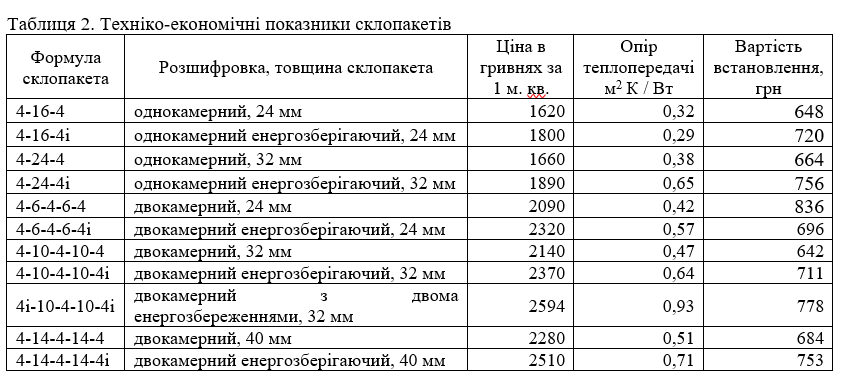 Таблиця 2. Техніко-економічні показники склопакетів
Формула склопакета | Розшифровка, товщина склопакета | Ціна в гривнях за 1 м. кв. | Опір теплопередачі м² К / Вт | Вартість встановлення, грн
4-16-4 | однокамерний, 24 мм | 1620 | 0,32 | 648
4-16-4і | однокамерний енергозберігаючий, 24 мм | 1800 | 0,29 | 720
4-24-4 | однокамерний, 32 мм | 1660 | 0,38 | 664
4-24-4і | однокамерний енергозберігаючий, 32 мм | 1890 | 0,65 | 756
4-6-4-6-4 | двокамерний, 24 мм | 2090 | 0,42 | 836
4-6-4-6-4і | двокамерний енергозберігаючий, 24 мм | 2320 | 0,57 | 696
4-10-4-10-4 | двокамерний, 32 мм | 2140 | 0,47 | 642
4-10-4-10-4і | двокамерний енергозберігаючий, 32 мм | 2370 | 0,64 | 711
4і-10-4-10-4і | двокамерний з двома енергозбереженнями, 32 мм | 2594 | 0,93 | 778
4-14-4-14-4 | двокамерний, 40 мм | 2280 | 0,51 | 684
4-14-4-14-4і | двокамерний енергозберігаючий, 40 мм | 2510 | 0,71 | 753